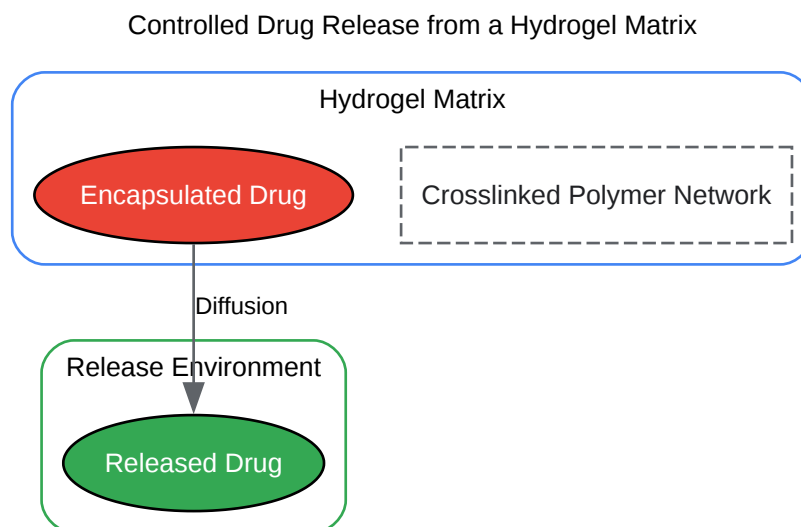 Controlled Drug Release from a Hydrogel Matrix
Hydrogel Matrix
Encapsulated Drug
Crosslinked Polymer Network
Diffusion
Release Environment
Released Drug